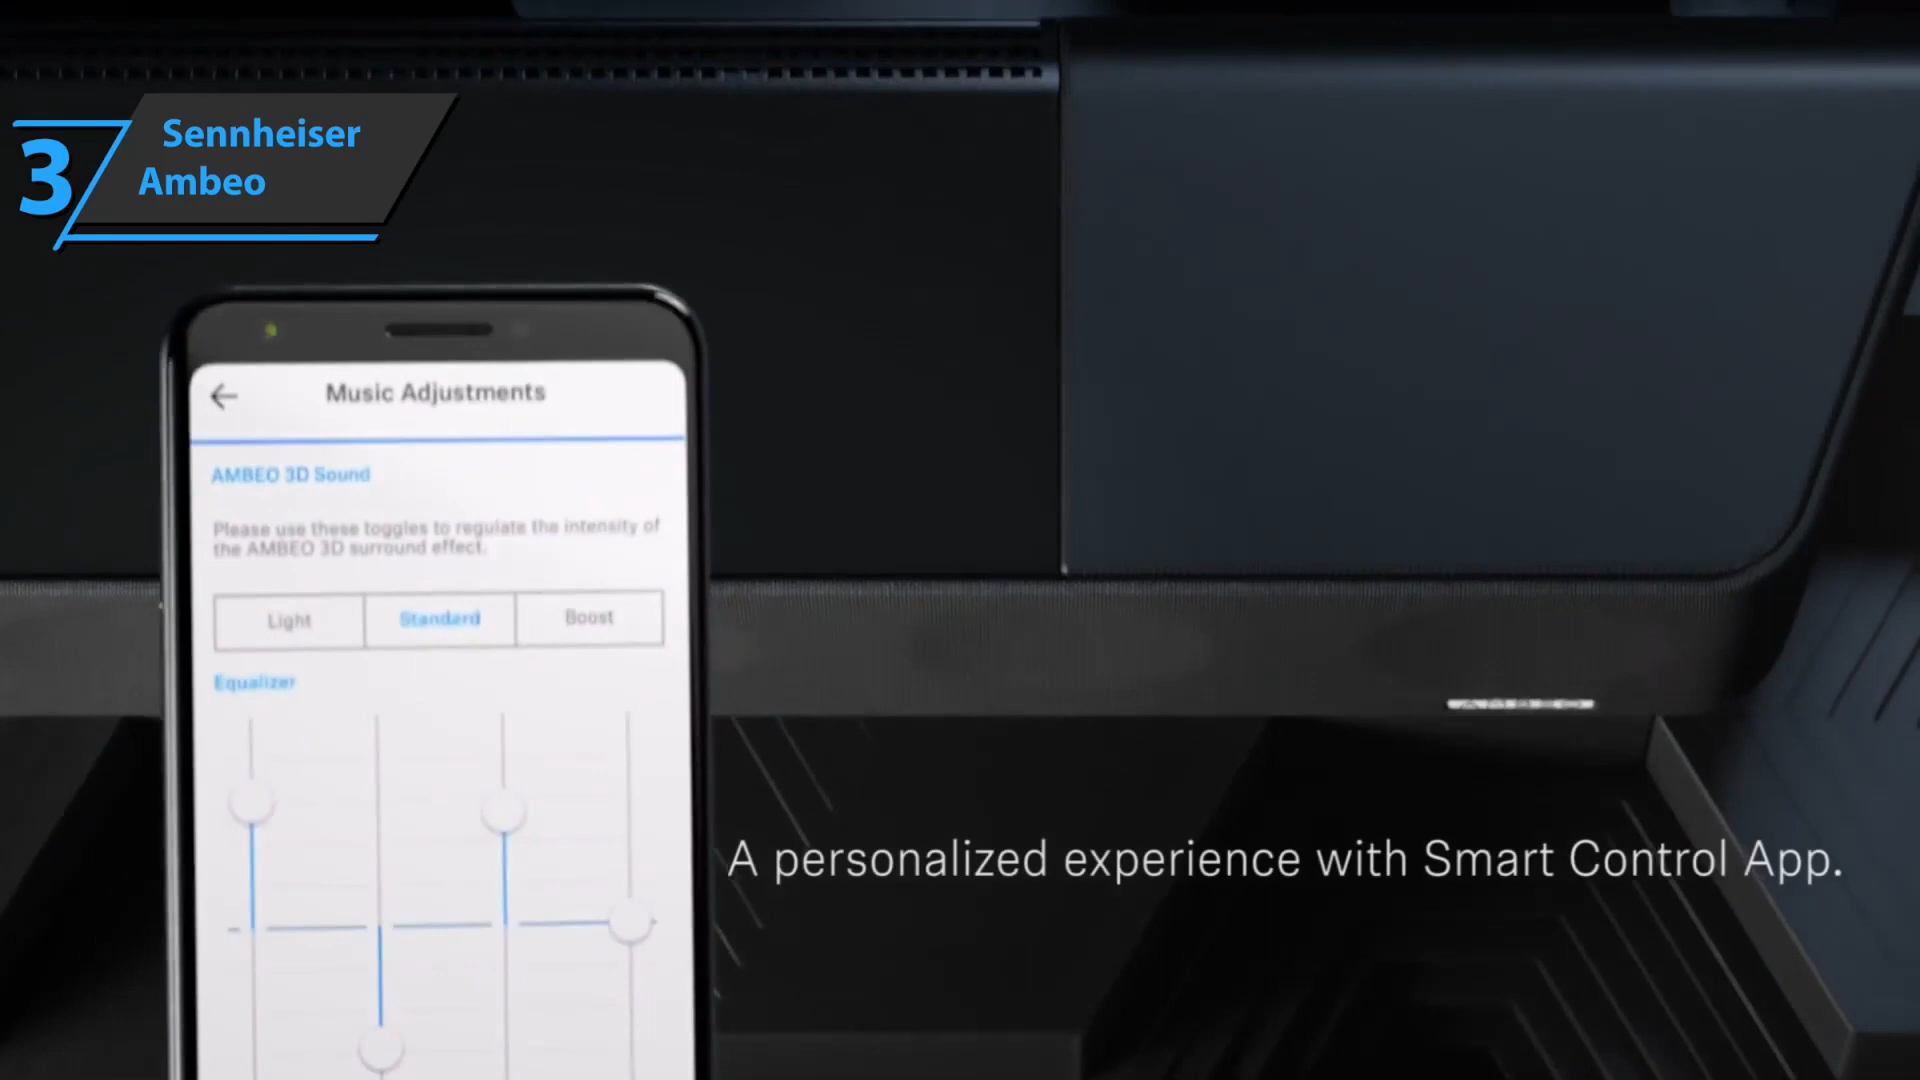 3
Sennheiser
Ambeo
Music Adjustments
AMBEO 3D Sound
Please use these toggles to regulate the intensity of
the AMBEO 3D surround effect.
Light
Standard
Boost
Equalizer
AMBEO
A personalized experience with Smart Control App.